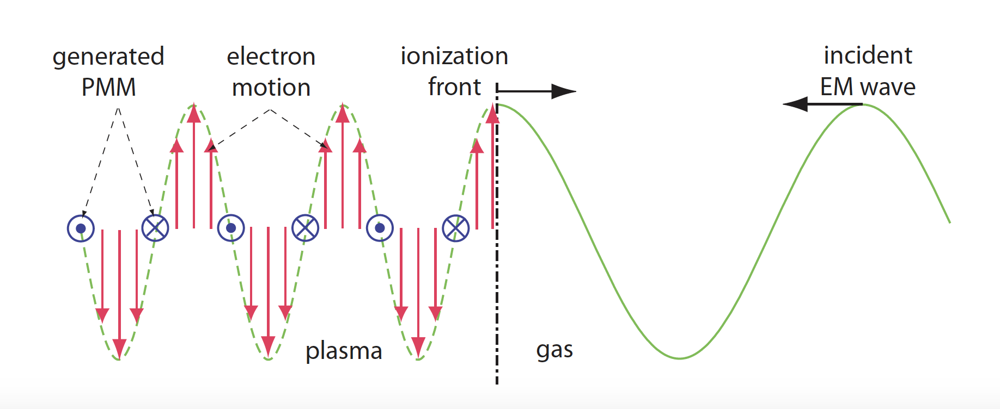 generated
PMM
electron
motion
ionization
front
incident
EM wave
plasma
gas